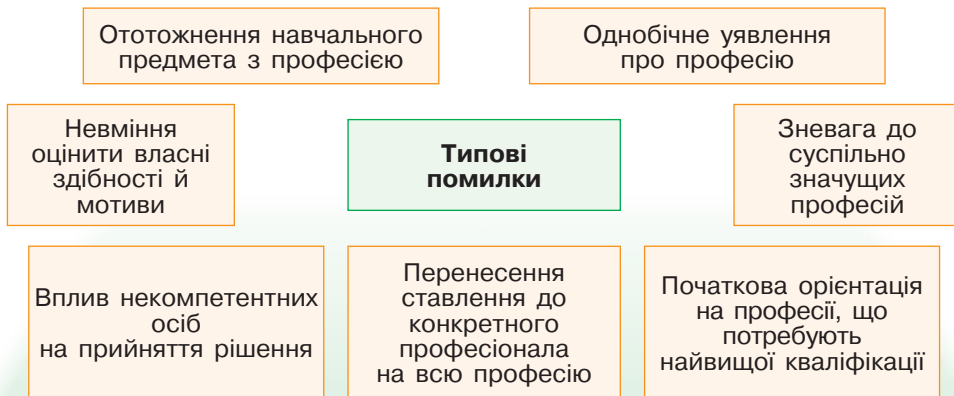 Ототожнення навчального
предмета з професією
Однобічне уявлення
про професію
Невміння
оцінити власні
здібності й
мотиви
Типові
помилки
Зневага до
суспільно
значущих
професій
Вплив некомпетентних
осіб
на прийняття рішення
Перенесення
ставлення до
конкретного
професіонала
на всю професію
Початкова орієнтація
на професії, що
потребують
найвищої кваліфікації